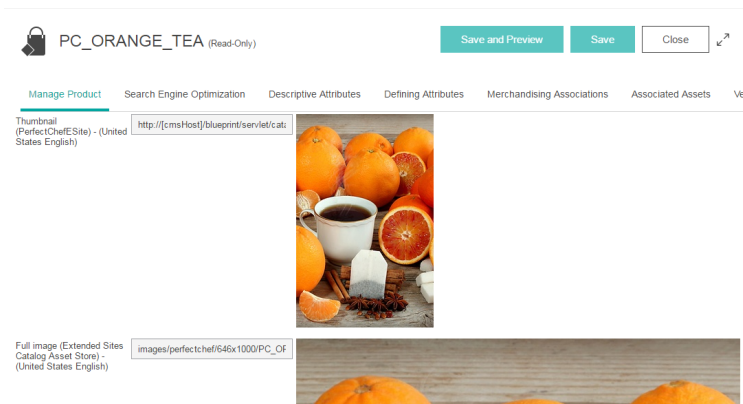 PC_ORANGE_TEA (Read-Only)
Save and Preview
Save
Close
Manage Product
Search Engine Optimization
Descriptive Attributes
Defining Attributes
Merchandising Associations
Associated Assets
Ve
Thumbnail
(PerfectChefESite) - (United
States English)
http://[cmsHost]/blueprint/servlet/cata
Full image (Extended Sites
Catalog Asset Store) -
(United States English)
images/perfectchef/646x1000/PC_OF